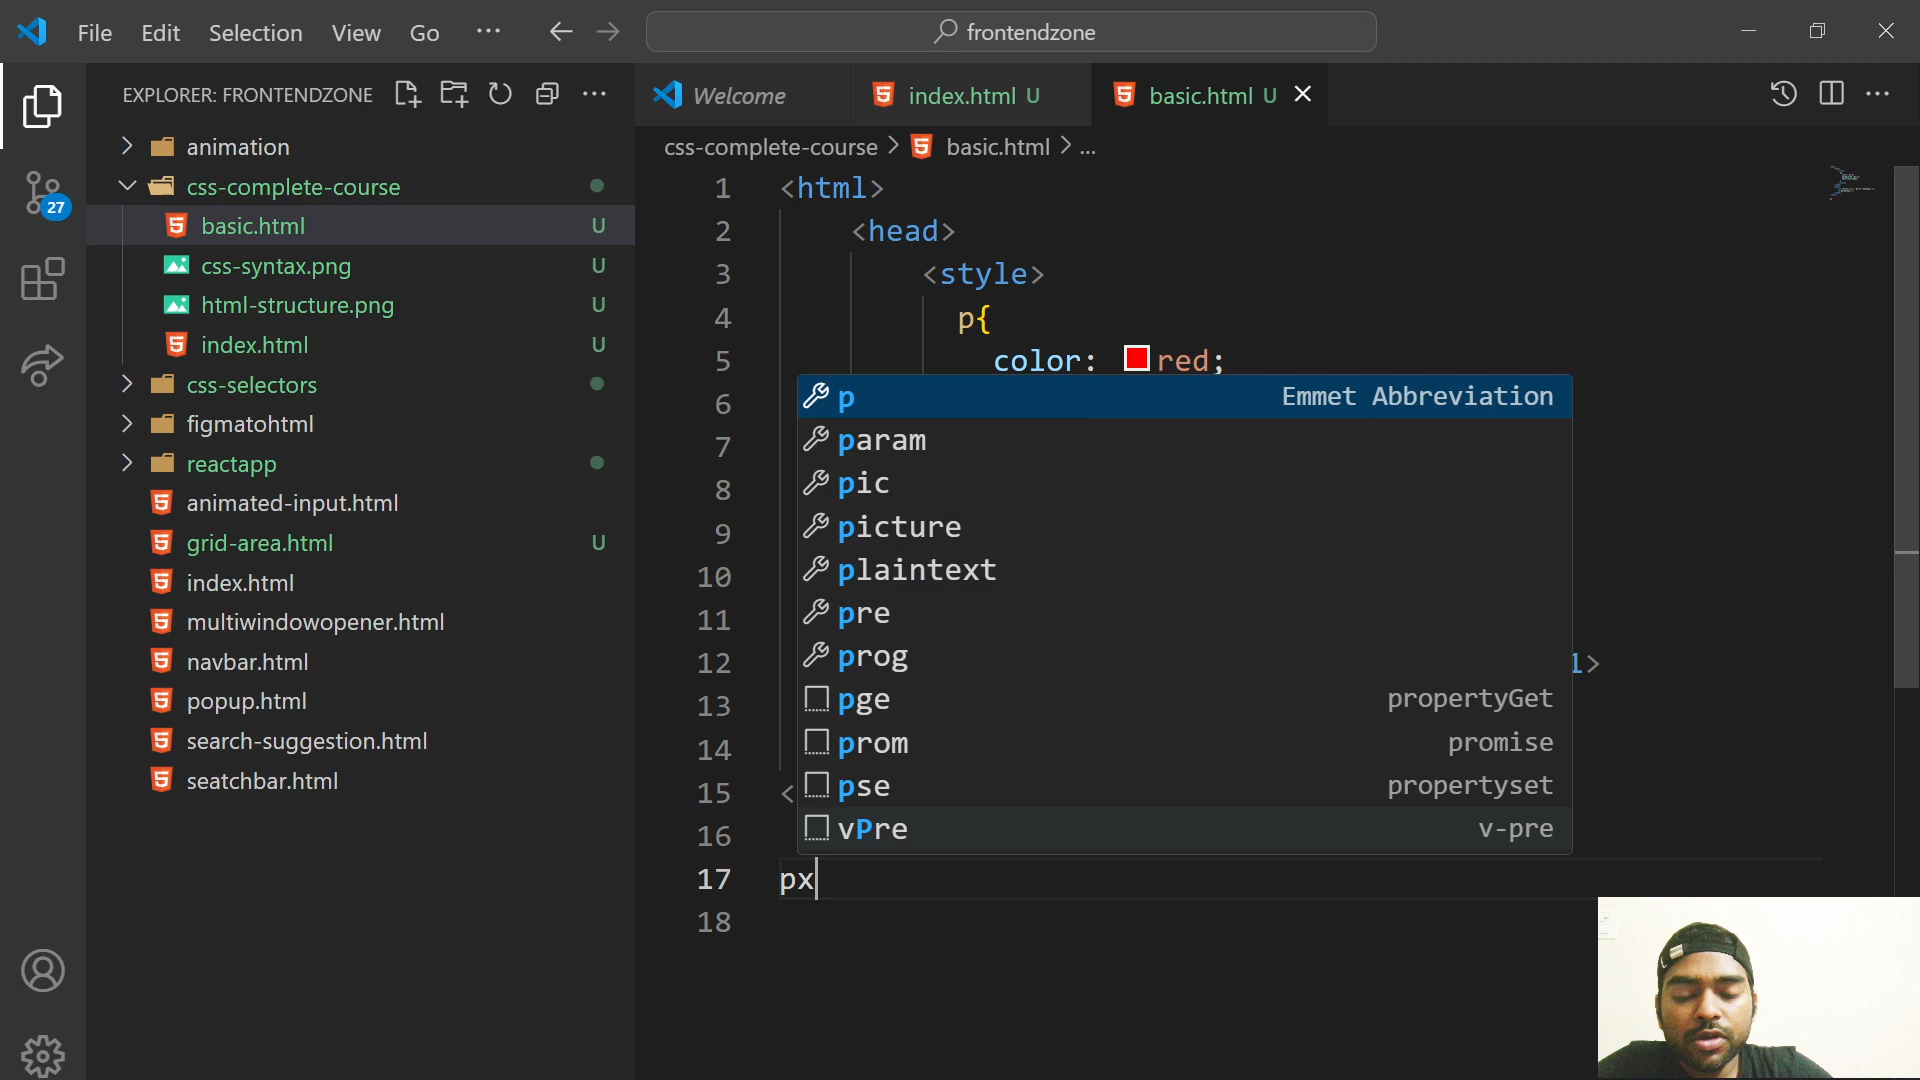 File Edit Selection View Go ... frontendzone
EXPLORER: FRONTENDZONE
animation
css-complete-course
basic.html U
css-syntax.png U
html-structure.png U
index.html U
css-selectors
figmatohtml
reactapp
animated-input.html
grid-area.html U
index.html
multiwindowopener.html
navbar.html
popup.html
search-suggestion.html
seatchbar.html
27
Welcome index.html U basic.html U
css-complete-course > basic.html > ...
1 <html>
2 <head>
3 <style>
4 p{
5 color: red;
6
7
8
9
10
11
12 l>
13
14
15 <
16
17 px
18
p Emmet Abbreviation
param
pic
picture
plaintext
pre
prog
pge propertyGet
prom promise
pse propertyset
vPre v-pre